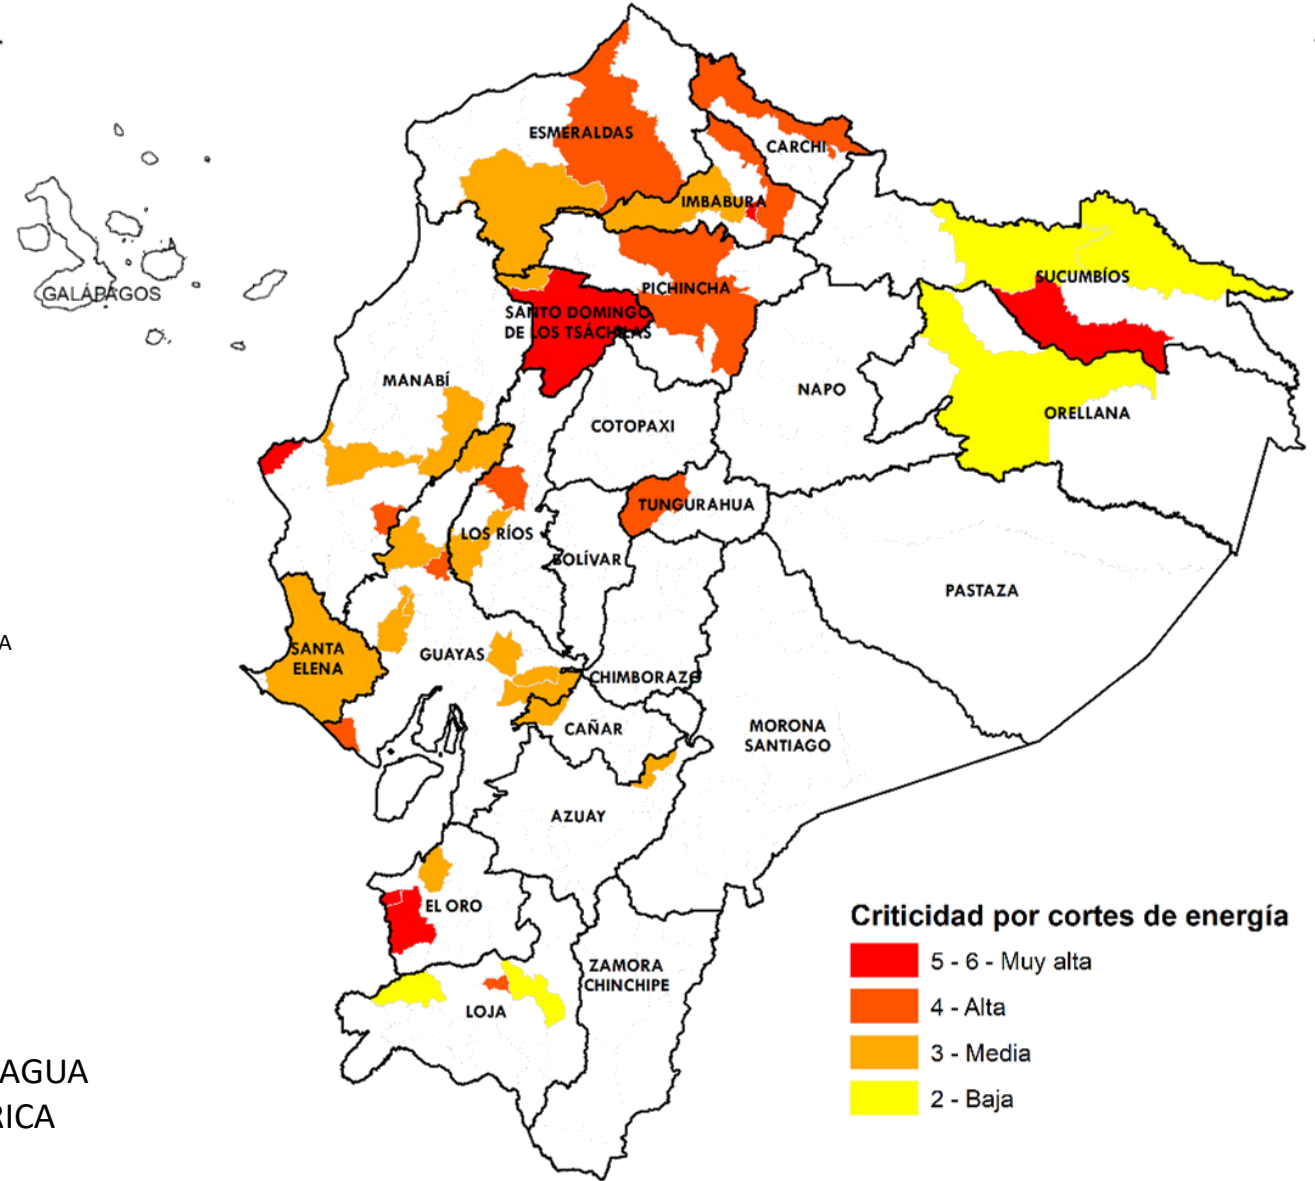 ESMERALDAS
CARCHI
IMBABURA
SUCUMBÍOS
GALÁPAGOS
PICHINCHA
SANTO DOMINGO
DE LOS TSÁCHILAS
MANABÍ
NAPO
ORELLANA
COTOPAXI
TUNGURAHUA
LOS RÍOS
BOLÍVAR
PASTAZA
A
SANTA
ELENA
GUAYAS
CHIMBORAZO
CAÑAR
MORONA
SANTIAGO
AZUAY
EL ORO
ZAMORA
CHINCHIPE
LOJA
Criticidad por cortes de energía
5 - 6 - Muy alta
4 - Alta
3 - Media
2 - Baja
AGUA
RICA